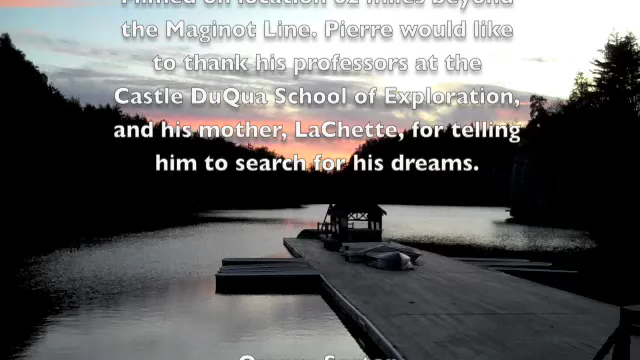 Filmed on location 62 miles beyond
the Maginot Line. Pierre would like
to thank his professors at the
Castle DuQua School of Exploration,
and his mother, LaChette, for telling
him to search for his dreams.